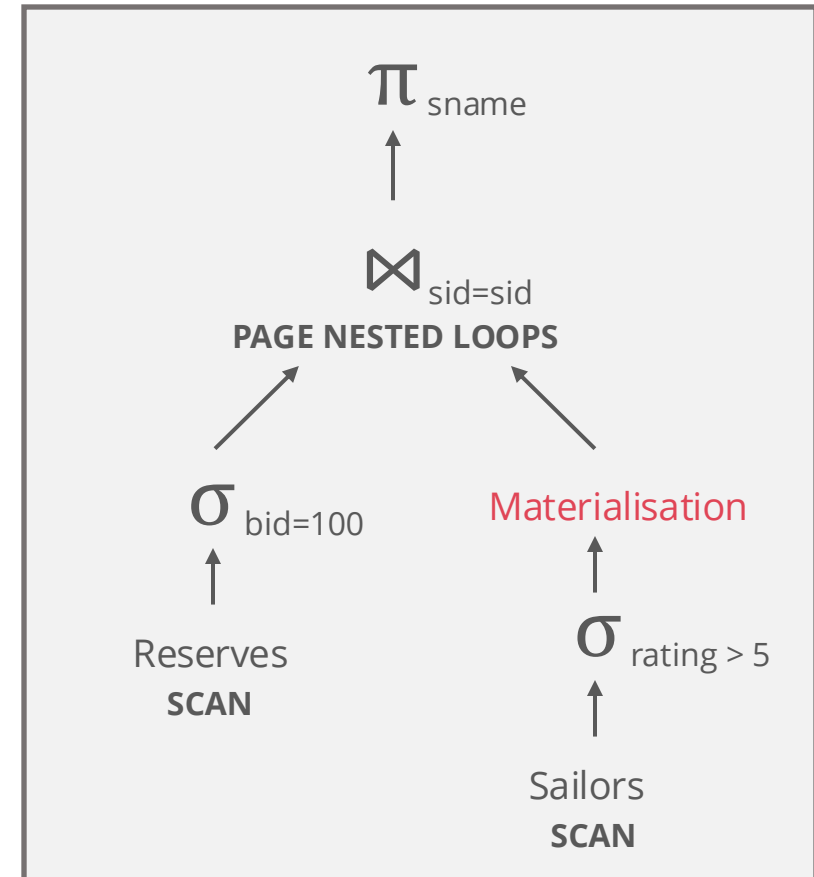 π sname
⋈ sid=sid
PAGE NESTED LOOPS
σ bid=100
Materialisation
Reserves
SCAN
σ rating > 5
Sailors
SCAN